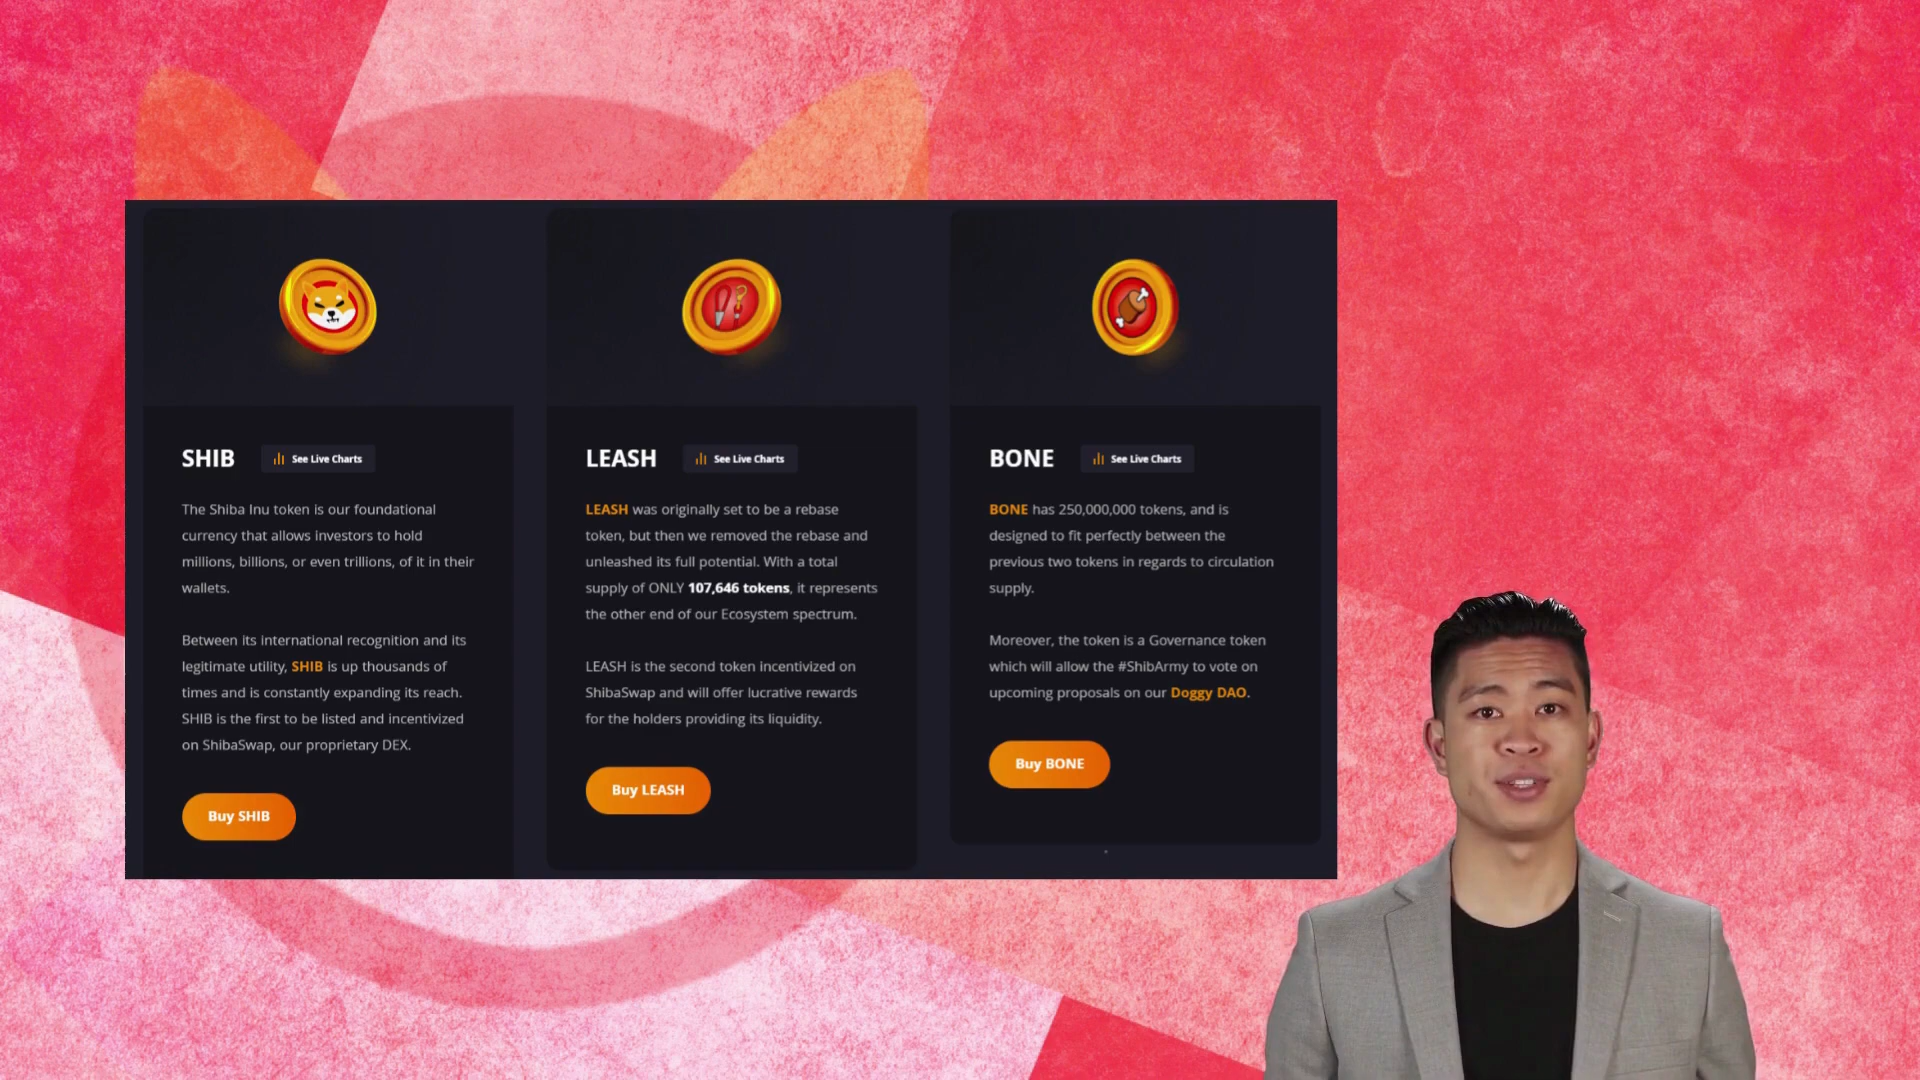 SHIB
See Live Charts
The Shiba Inu token is our foundational
currency that allows investors to hold
millions, billions, or even trillions, of it in their
wallets.
Between its international recognition and its
legitimate utility, SHIB is up thousands of
times and is constantly expanding its reach.
SHIB is the first to be listed and incentivized
on ShibaSwap, our proprietary DEX.
Buy SHIB
LEASH
See Live Charts
LEASH was originally set to be a rebase
token, but then we removed the rebase and
unleashed its full potential. With a total
supply of ONLY 107,646 tokens, it represents
the other end of our Ecosystem spectrum.
LEASH is the second token incentivized on
ShibaSwap and will offer lucrative rewards
for the holders providing its liquidity.
Buy LEASH
BONE
See Live Charts
BONE has 250,000,000 tokens, and is
designed to fit perfectly between the
previous two tokens in regards to circulation
supply.
Moreover, the token is a Governance token
which will allow the #ShibArmy to vote on
upcoming proposals on our Doggy DAO.
Buy BONE